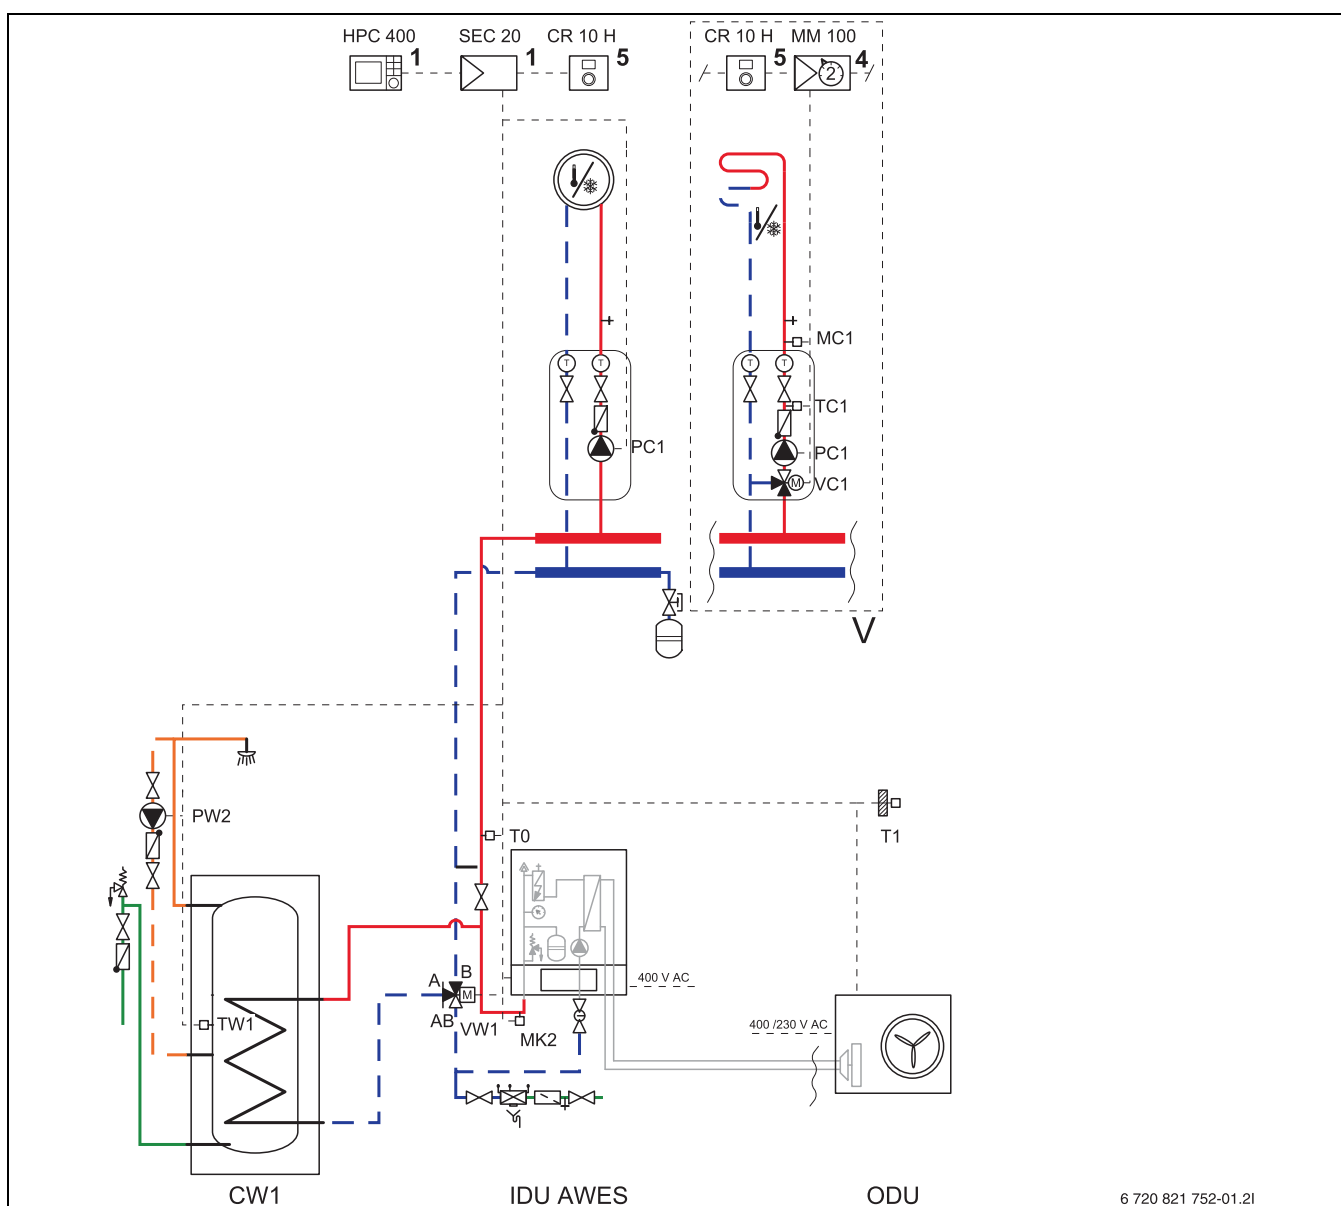 HPC 400 1
SEC 20 1
CR 10 H 5
CR 10 H 5
MM 100 4
2
T T
T T
MC1
TC1
PC1
PC1
M VC1
V
PW2
T0
T1
A B
M
AB VW1
MK2
TW1
400 V AC
400 /230 V AC
CW1
IDU AWES
ODU
6 720 821 752-01.2I